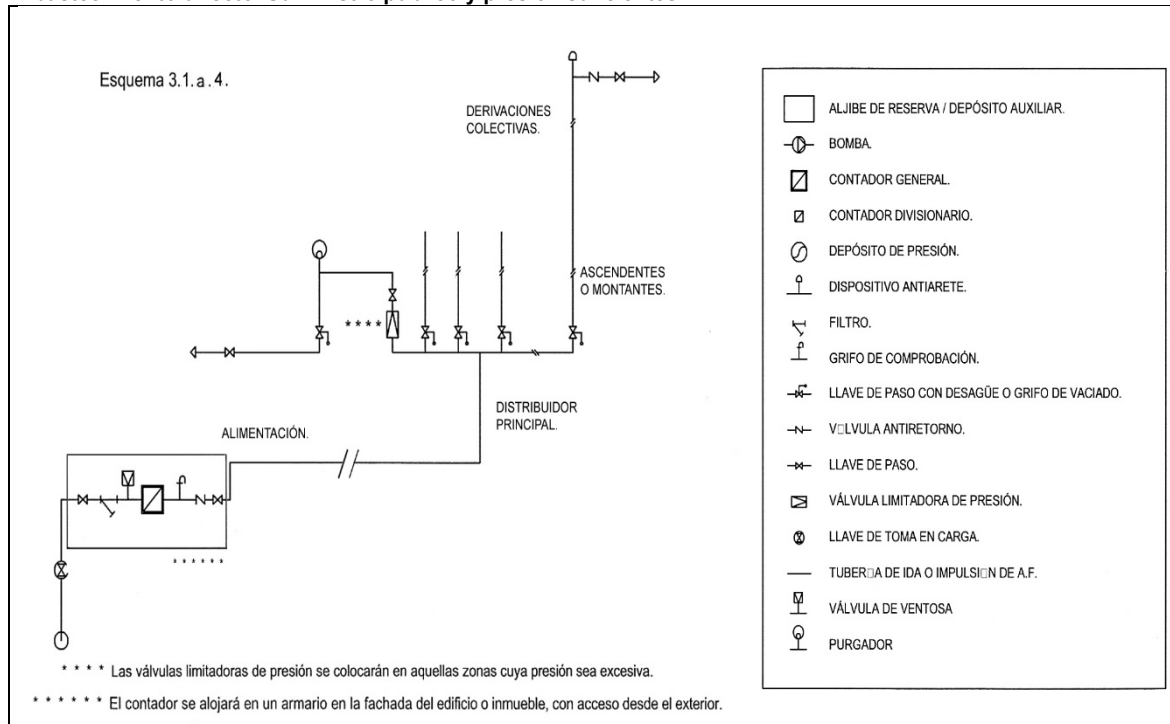 Esquema 3.1.a.4.
DERIVACIONES
COLECTIVAS.
ASCENDENTES
O MONTANTES.
* * * *
DISTRIBUIDOR
PRINCIPAL.
ALIMENTACIÓN.
* * * * * *
* * * * Las válvulas limitadoras de presión se colocarán en aquellas zonas cuya presión sea excesiva.
* * * * * * El contador se alojará en un armario en la fachada del edificio o inmueble, con acceso desde el exterior.
ALJIBE DE RESERVA / DEPÓSITO AUXILIAR.
BOMBA.
CONTADOR GENERAL.
CONTADOR DIVISIONARIO.
DEPÓSITO DE PRESIÓN.
DISPOSITIVO ANTIARETE.
FILTRO.
GRIFO DE COMPROBACIÓN.
LLAVE DE PASO CON DESAGÜE O GRIFO DE VACIADO.
V□LVULA ANTIRETORNO.
LLAVE DE PASO.
VÁLVULA LIMITADORA DE PRESIÓN.
LLAVE DE TOMA EN CARGA.
TUBER□A DE IDA O IMPULSI□N DE A.F.
VÁLVULA DE VENTOSA
PURGADOR